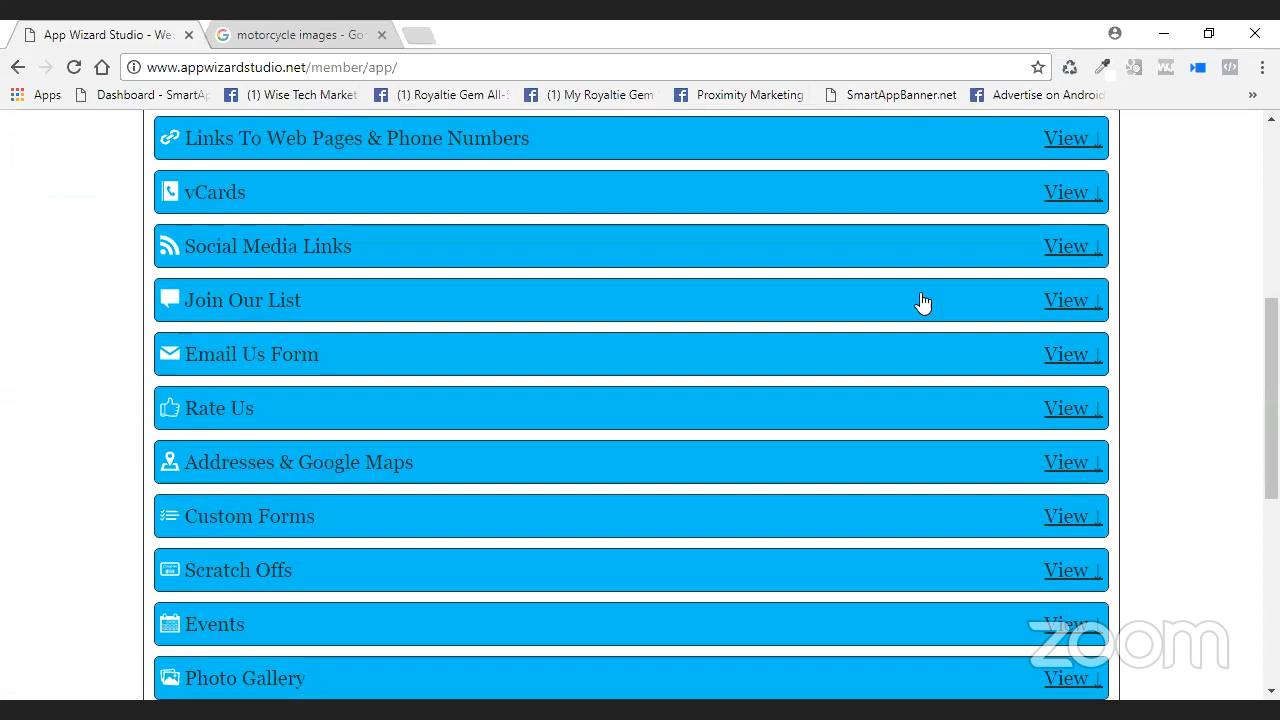 App Wizard Studio - We
motorcycle images - Go
www.appwizardstudio.net/member/app/
Apps
Dashboard - SmartAp
(1) Wise Tech Market
(1) Royaltie Gem All-
(1) My Royaltie Gem
Proximity Marketing
SmartAppBanner.net
Advertise on Android
»
Links To Web Pages & Phone Numbers View ↓
vCards View ↓
Social Media Links View ↓
Join Our List View ↓
Email Us Form View ↓
Rate Us View ↓
Addresses & Google Maps View ↓
Custom Forms View ↓
Scratch Offs View ↓
Events View ↓
Photo Gallery View ↓
zoom